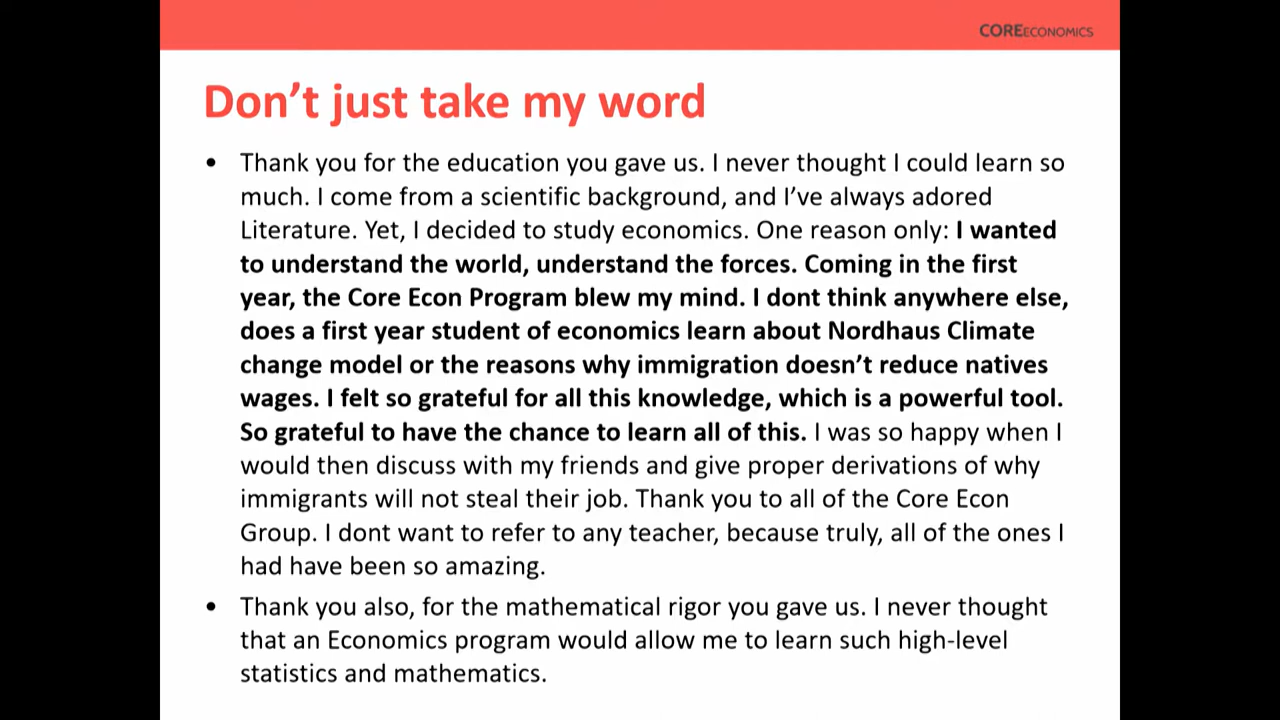 COREECONOMICS
Don’t just take my word
• Thank you for the education you gave us. I never thought I could learn so
much. I come from a scientific background, and I’ve always adored
Literature. Yet, I decided to study economics. One reason only: I wanted
to understand the world, understand the forces. Coming in the first
year, the Core Econ Program blew my mind. I dont think anywhere else,
does a first year student of economics learn about Nordhaus Climate
change model or the reasons why immigration doesn’t reduce natives
wages. I felt so grateful for all this knowledge, which is a powerful tool.
So grateful to have the chance to learn all of this. I was so happy when I
would then discuss with my friends and give proper derivations of why
immigrants will not steal their job. Thank you to all of the Core Econ
Group. I dont want to refer to any teacher, because truly, all of the ones I
had have been so amazing.
• Thank you also, for the mathematical rigor you gave us. I never thought
that an Economics program would allow me to learn such high-level
statistics and mathematics.